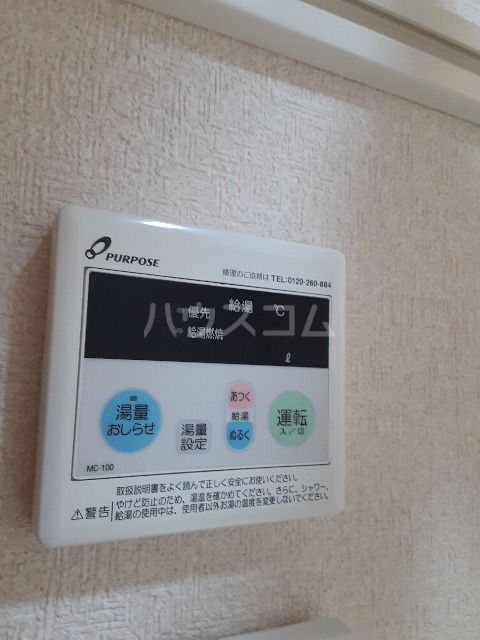 PURPOSE
修理のご依頼は TEL:0120-260-884
給湯 ℃
優先
給湯燃焼
ハウスコム
ℓ
湯量
おしらせ
湯量
設定
あつく
給湯
ぬるく
運転
入/切
MC-100
取扱説明書をよく読んで正しく安全にお使いください。
⚠警告
やけど防止のため、湯温を確かめてください。さらに、シャワー、
給湯の使用中は、使用者以外お湯の温度を変更しないでください。